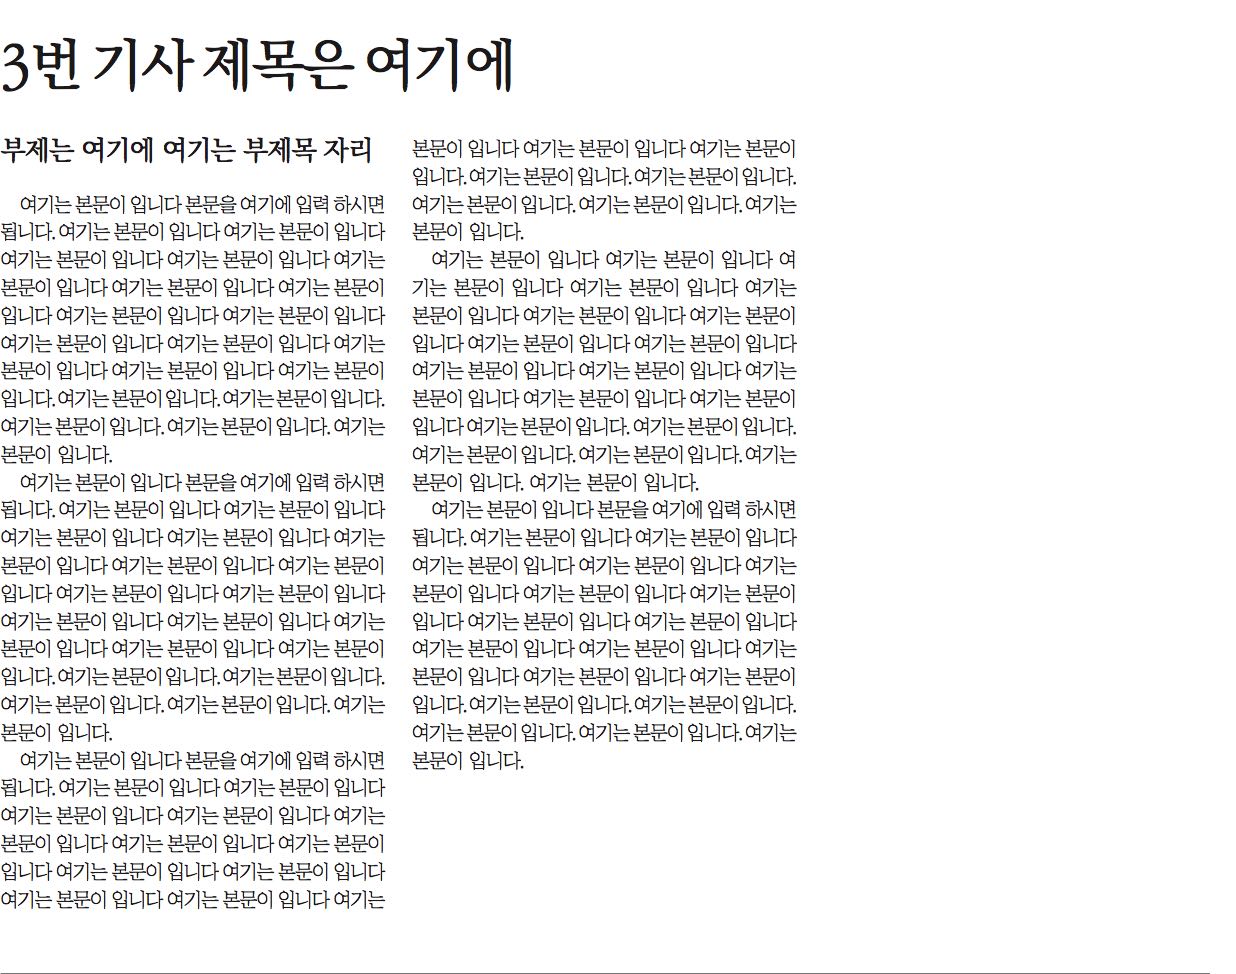 3번 기사 제목은 여기에
부제는 여기에 여기는 부제목 자리
여기는 본문이 입니다 본문을 여기에 입력 하시면
됩니다. 여기는 본문이 입니다 여기는 본문이 입니다
여기는 본문이 입니다 여기는 본문이 입니다 여기는
본문이 입니다 여기는 본문이 입니다 여기는 본문이
입니다 여기는 본문이 입니다 여기는 본문이 입니다
여기는 본문이 입니다 여기는 본문이 입니다 여기는
본문이 입니다 여기는 본문이 입니다 여기는 본문이
입니다. 여기는 본문이 입니다. 여기는 본문이 입니다.
여기는 본문이 입니다. 여기는 본문이 입니다. 여기는
본문이 입니다.
여기는 본문이 입니다 본문을 여기에 입력 하시면
됩니다. 여기는 본문이 입니다 여기는 본문이 입니다
여기는 본문이 입니다 여기는 본문이 입니다 여기는
본문이 입니다 여기는 본문이 입니다 여기는 본문이
입니다 여기는 본문이 입니다 여기는 본문이 입니다
여기는 본문이 입니다 여기는 본문이 입니다 여기는
본문이 입니다 여기는 본문이 입니다 여기는 본문이
입니다. 여기는 본문이 입니다. 여기는 본문이 입니다.
여기는 본문이 입니다. 여기는 본문이 입니다. 여기는
본문이 입니다.
여기는 본문이 입니다 본문을 여기에 입력 하시면
됩니다. 여기는 본문이 입니다 여기는 본문이 입니다
여기는 본문이 입니다 여기는 본문이 입니다 여기는
본문이 입니다 여기는 본문이 입니다 여기는 본문이
입니다 여기는 본문이 입니다 여기는 본문이 입니다
여기는 본문이 입니다 여기는 본문이 입니다 여기는
본문이 입니다 여기는 본문이 입니다 여기는 본문이
입니다. 여기는 본문이 입니다. 여기는 본문이 입니다.
여기는 본문이 입니다. 여기는 본문이 입니다. 여기는
본문이 입니다.
여기는 본문이 입니다 여기는 본문이 입니다 여
기는 본문이 입니다 여기는 본문이 입니다 여기는
본문이 입니다 여기는 본문이 입니다 여기는 본문이
입니다 여기는 본문이 입니다 여기는 본문이 입니다
여기는 본문이 입니다 여기는 본문이 입니다 여기는
본문이 입니다 여기는 본문이 입니다 여기는 본문이
입니다 여기는 본문이 입니다. 여기는 본문이 입니다.
여기는 본문이 입니다. 여기는 본문이 입니다. 여기는
본문이 입니다. 여기는 본문이 입니다.
여기는 본문이 입니다 본문을 여기에 입력 하시면
됩니다. 여기는 본문이 입니다 여기는 본문이 입니다
여기는 본문이 입니다 여기는 본문이 입니다 여기는
본문이 입니다 여기는 본문이 입니다 여기는 본문이
입니다 여기는 본문이 입니다 여기는 본문이 입니다
여기는 본문이 입니다 여기는 본문이 입니다 여기는
본문이 입니다 여기는 본문이 입니다 여기는 본문이
입니다. 여기는 본문이 입니다. 여기는 본문이 입니다.
여기는 본문이 입니다. 여기는 본문이 입니다. 여기는
본문이 입니다.